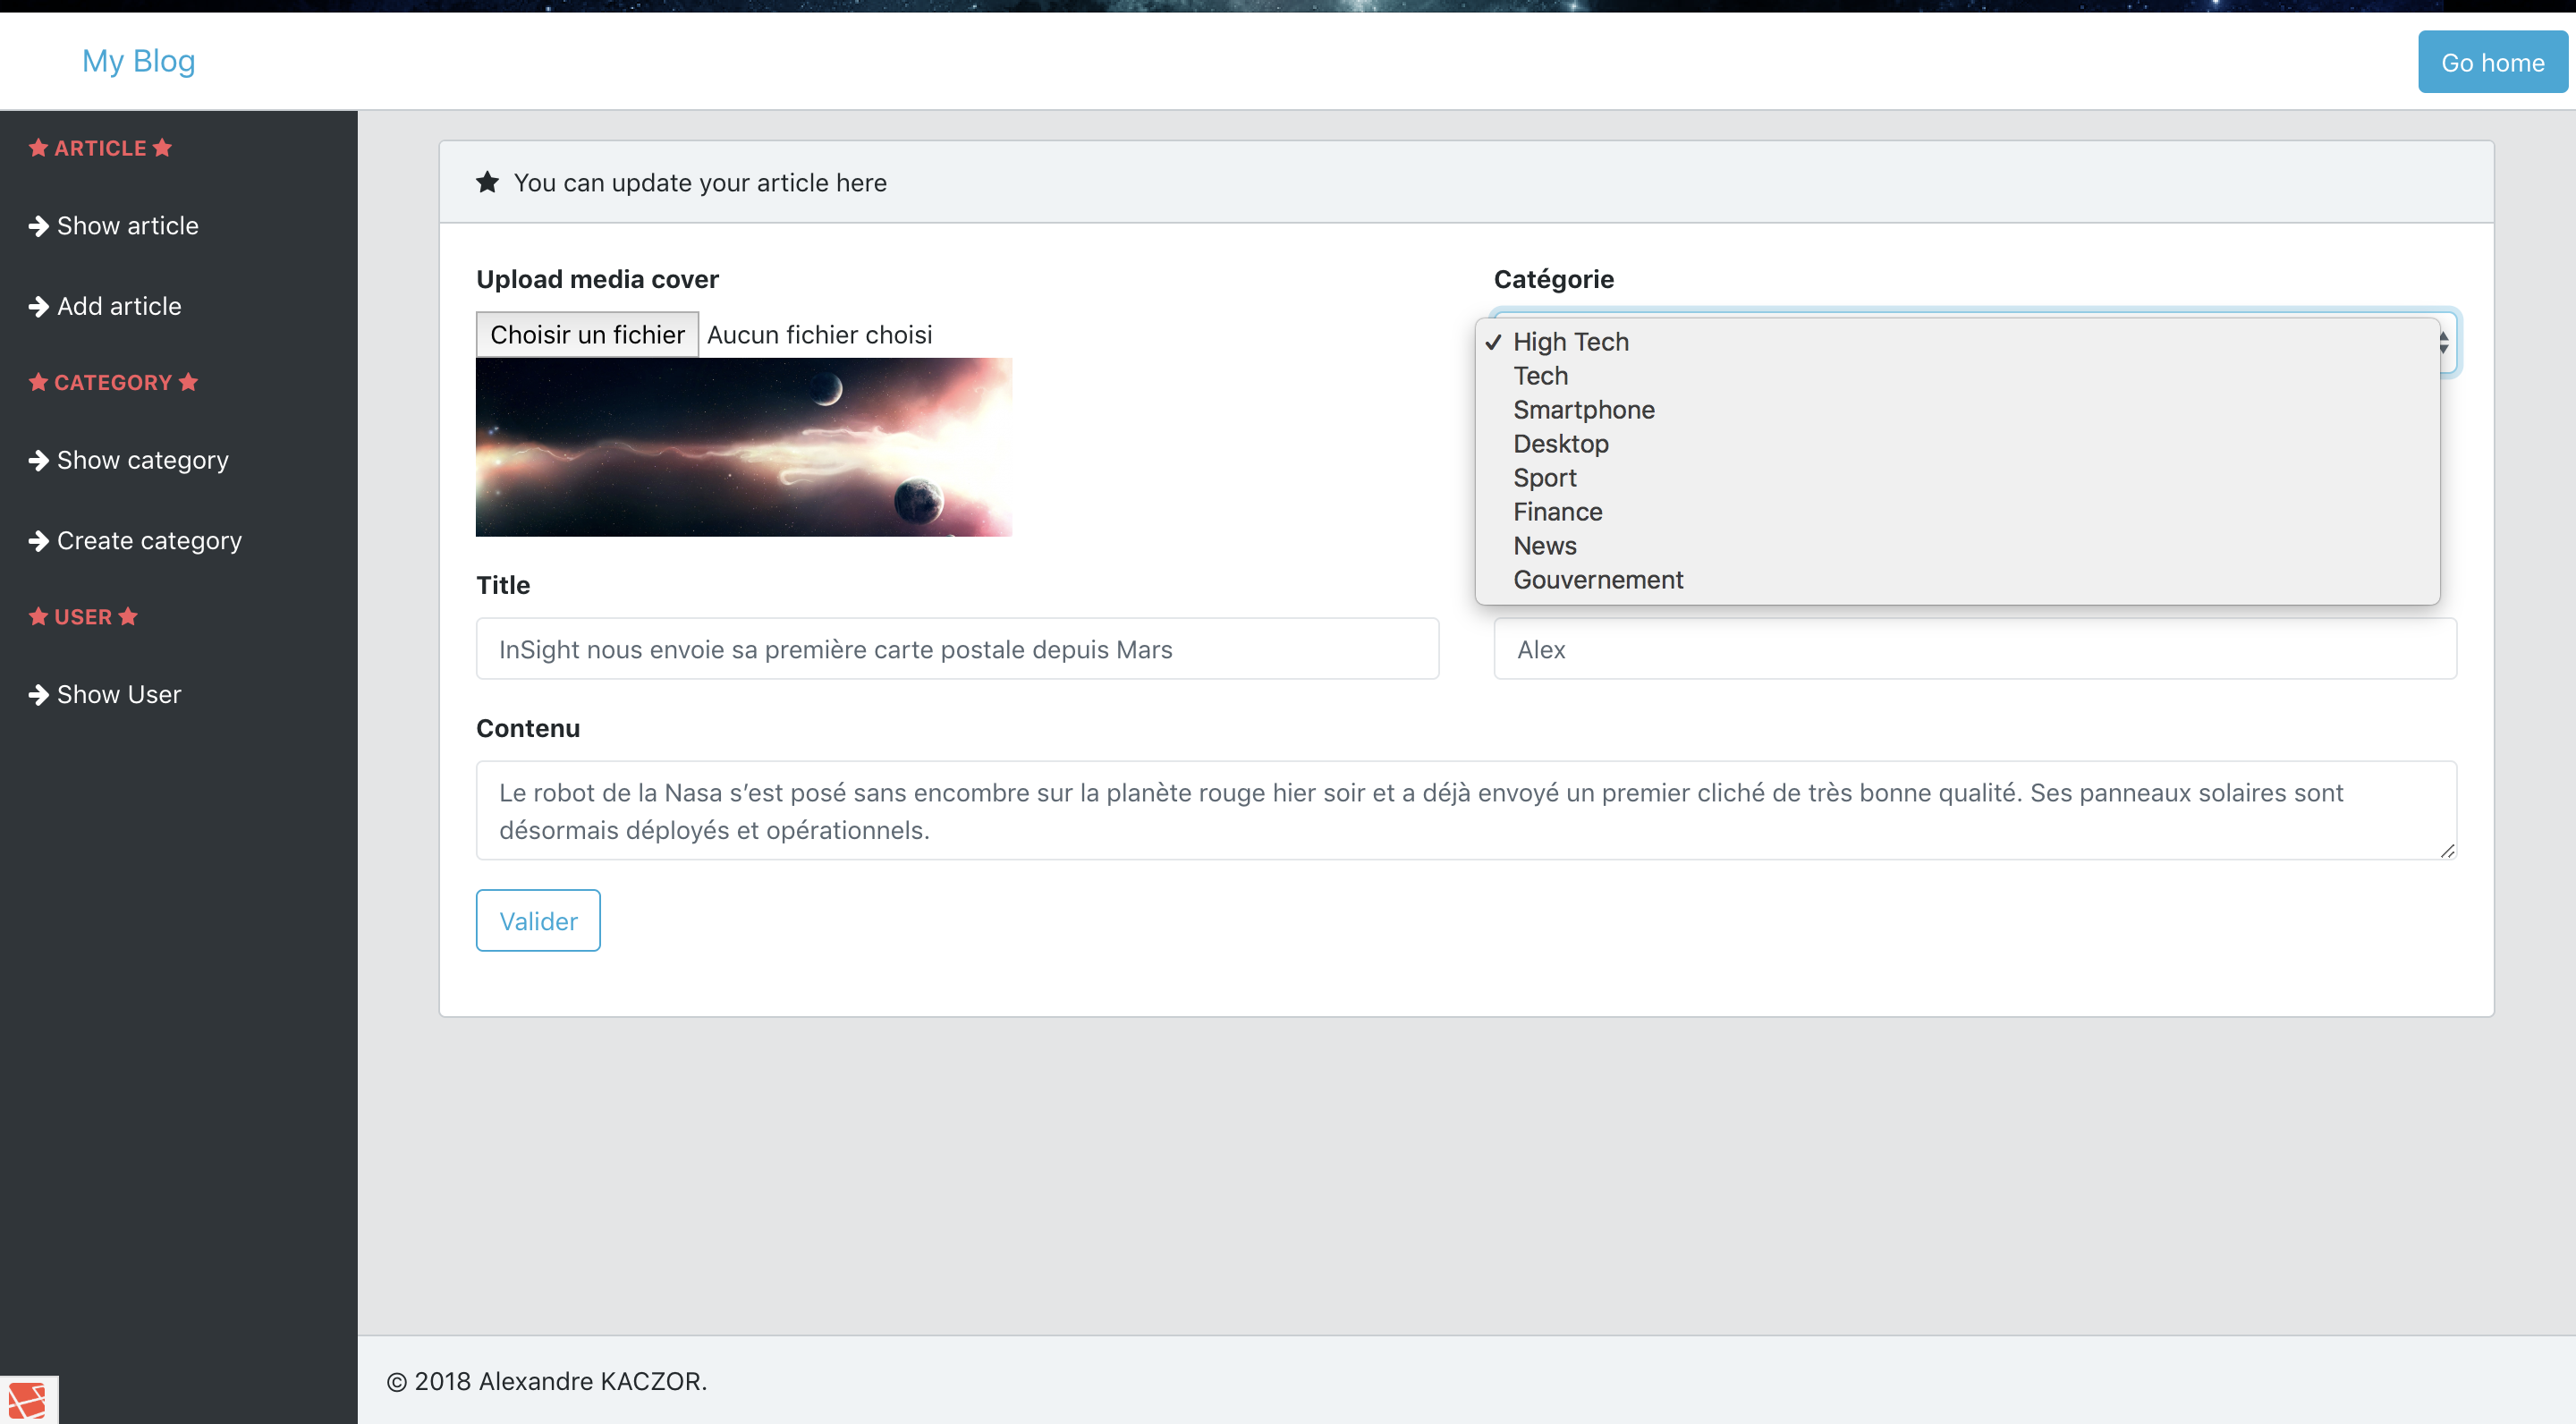 My Blog
Go home
ARTICLE
Show article
Add article
CATEGORY
Show category
Create category
USER
Show User
You can update your article here
Upload media cover
Choisir un fichier Aucun fichier choisi
Catégorie
✓ High Tech
Tech
Smartphone
Desktop
Sport
Finance
News
Gouvernement
Title
InSight nous envoie sa première carte postale depuis Mars
Alex
Contenu
Le robot de la Nasa s’est posé sans encombre sur la planète rouge hier soir et a déjà envoyé un premier cliché de très bonne qualité. Ses panneaux solaires sont
désormais déployés et opérationnels.
Valider
© 2018 Alexandre KACZOR.